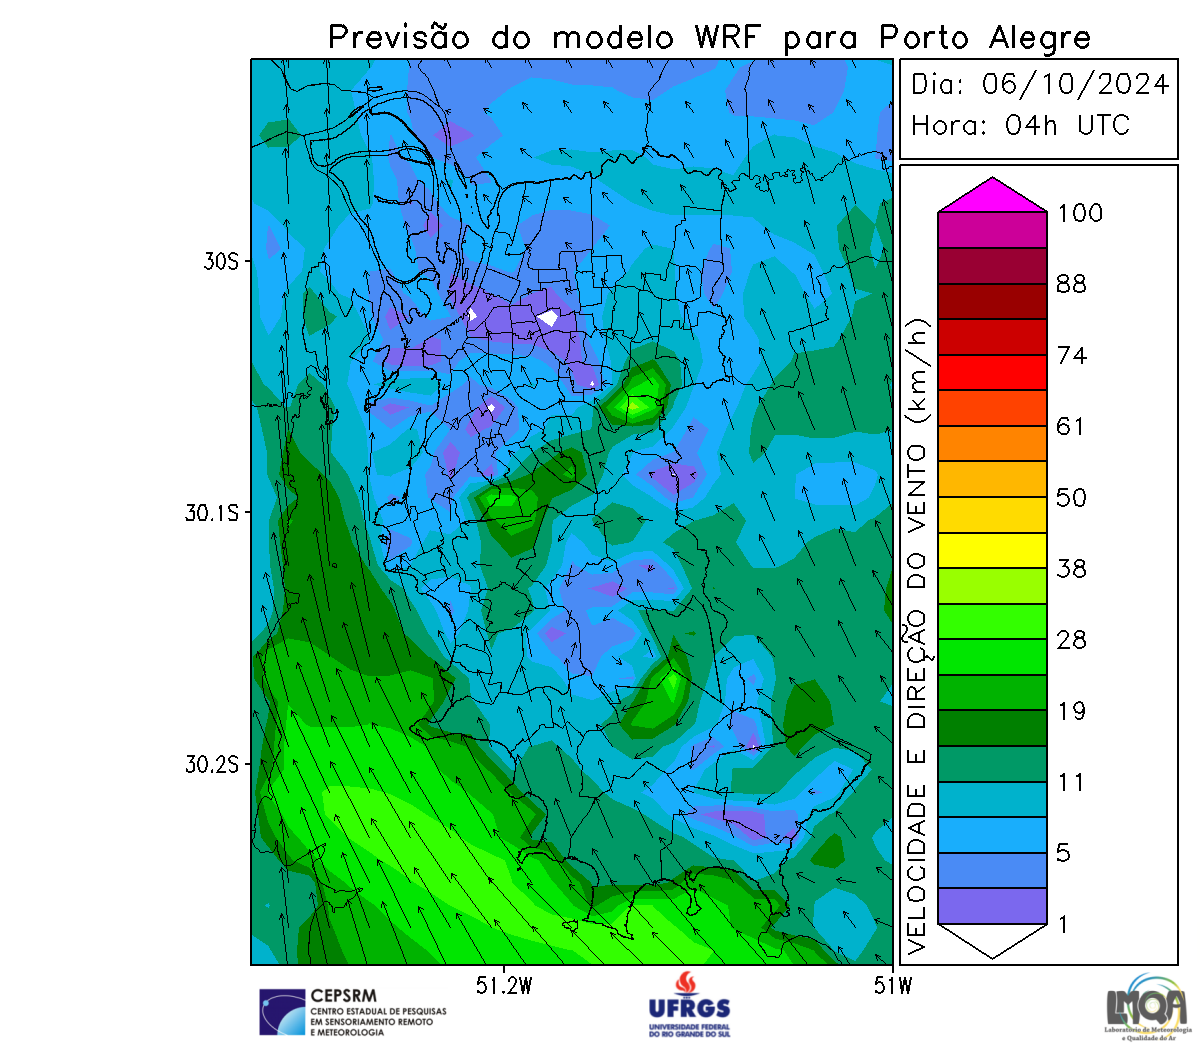 Previsão do modelo WRF para Porto Alegre
Dia: 06/10/2024
Hora: 04h UTC
VELOCIDADE E DIREÇÃO DO VENTO (km/h)
100
88
74
61
50
38
28
19
11
5
1
30S
30.1S
30.2S
51.2W
51W
CEPSRM
CENTRO ESTADUAL DE PESQUISAS
EM SENSORIAMENTO REMOTO
E METEOROLOGIA
UFRGS
UNIVERSIDADE FEDERAL
DO RIO GRANDE DO SUL
LMQA
Laboratório de Meteorologia
e Qualidade do Ar